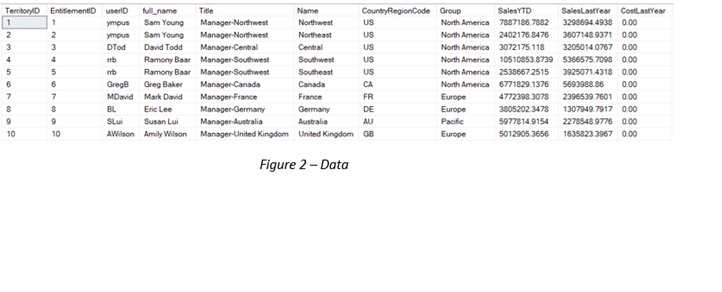 TerritoryID EntitlementID userID full_name Title Name CountryRegionCode Group SalesYTD SalesLastYear CostLastYear
1 1 ympus Sam Young Manager-Northwest Northwest US North America 7887186.7882 3298694.4938 0.00
2 2 ympus Sam Young Manager-Northwest Northeast US North America 2402176.8476 3607148.9371 0.00
3 3 DTod David Todd Manager-Central Central US North America 3072175.118 3205014.0767 0.00
4 4 rrb Ramony Baar Manager-Southwest Southwest US North America 10510853.8739 5366575.7098 0.00
5 5 rrb Ramony Baar Manager-Southwest Southeast US North America 2538667.2515 3925071.4318 0.00
6 6 GregB Greg Baker Manager-Canada Canada CA North America 6771829.1376 5693988.86 0.00
7 7 MDavid Mark David Manager-France France FR Europe 4772398.3078 2396539.7601 0.00
8 8 BL Eric Lee Manager-Germany Germany DE Europe 3805202.3478 1307949.7917 0.00
9 9 SLui Susan Lui Manager-Australia Australia AU Pacific 5977814.9154 2278548.9776 0.00
10 10 AWilson Amily Wilson Manager-United Kingdom United Kingdom GB Europe 5012905.3656 1635823.3967 0.00
Figure 2 – Data